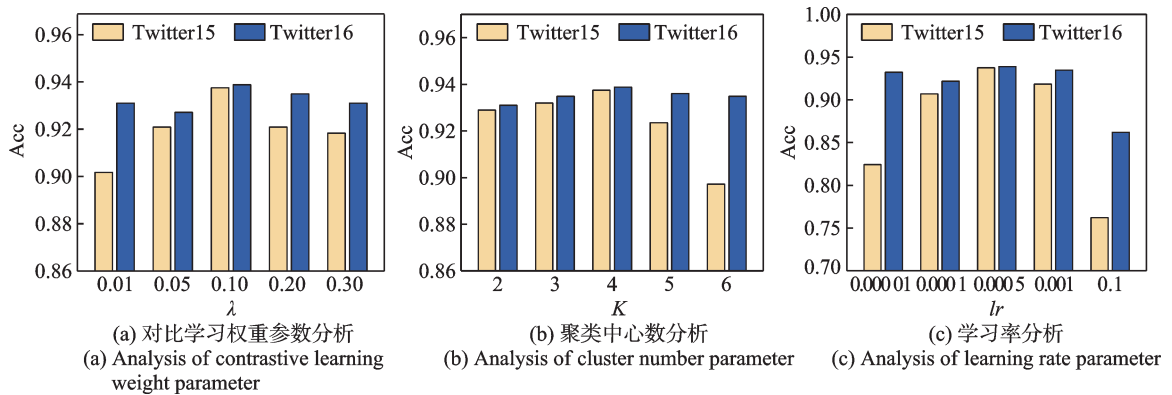 Acc
0.96
0.94
0.92
0.90
0.88
0.86
Twitter15 Twitter16
0.01 0.05 0.10 0.20 0.30
λ
(a) 对比学习权重参数分析
(a) Analysis of contrastive learning
weight parameter
Acc
0.96
0.94
0.92
0.90
0.88
0.86
Twitter15 Twitter16
2 3 4 5 6
K
(b) 聚类中心数分析
(b) Analysis of cluster number parameter
Acc
1.00
0.95
0.90
0.85
0.80
0.75
0.70
Twitter15 Twitter16
0.000 01 0.000 1 0.000 5 0.001 0.1
lr
(c) 学习率分析
(c) Analysis of learning rate parameter